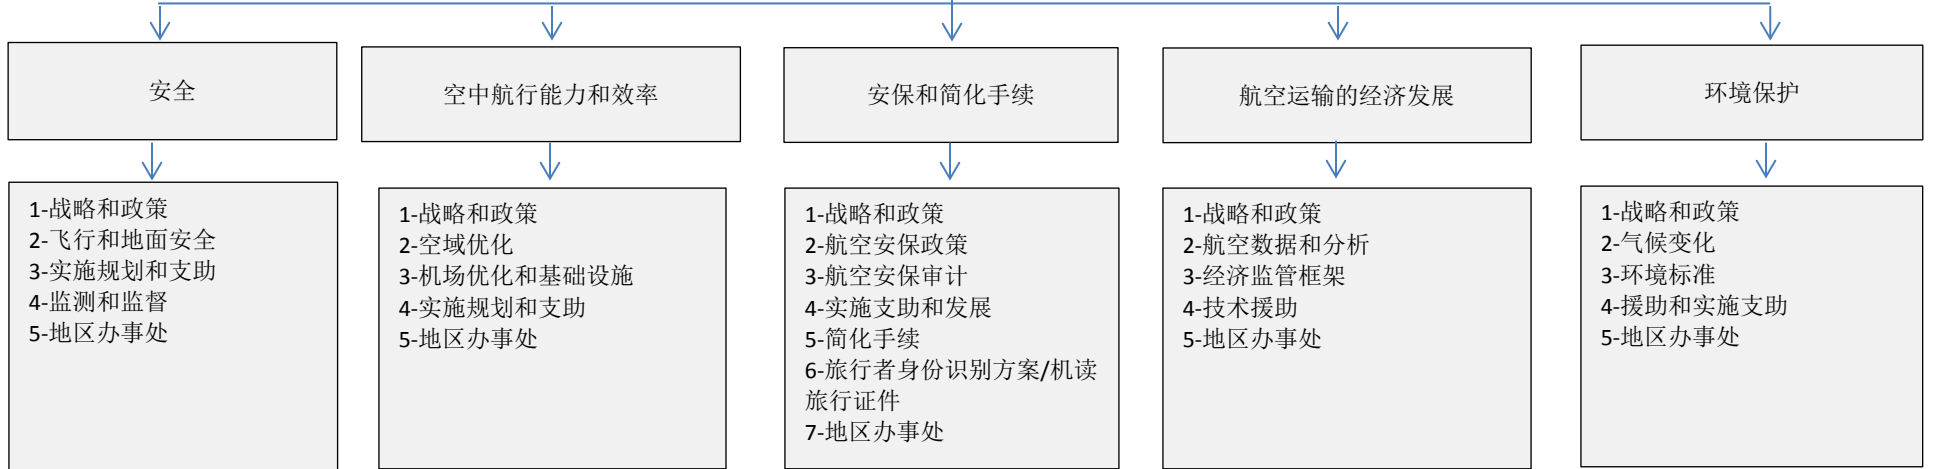 安全
空中航行能力和效率
安保和简化手续
航空运输的经济发展
环境保护
1-战略和政策
2-飞行和地面安全
3-实施规划和支助
4-监测和监督
5-地区办事处
1-战略和政策
2-空域优化
3-机场优化和基础设施
4-实施规划和支助
5-地区办事处
1-战略和政策
2-航空安保政策
3-航空安保审计
4-实施支助和发展
5-简化手续
6-旅行者身份识别方案/机读
旅行证件
7-地区办事处
1-战略和政策
2-航空数据和分析
3-经济监管框架
4-技术援助
5-地区办事处
1-战略和政策
2-气候变化
3-环境标准
4-援助和实施支助
5-地区办事处